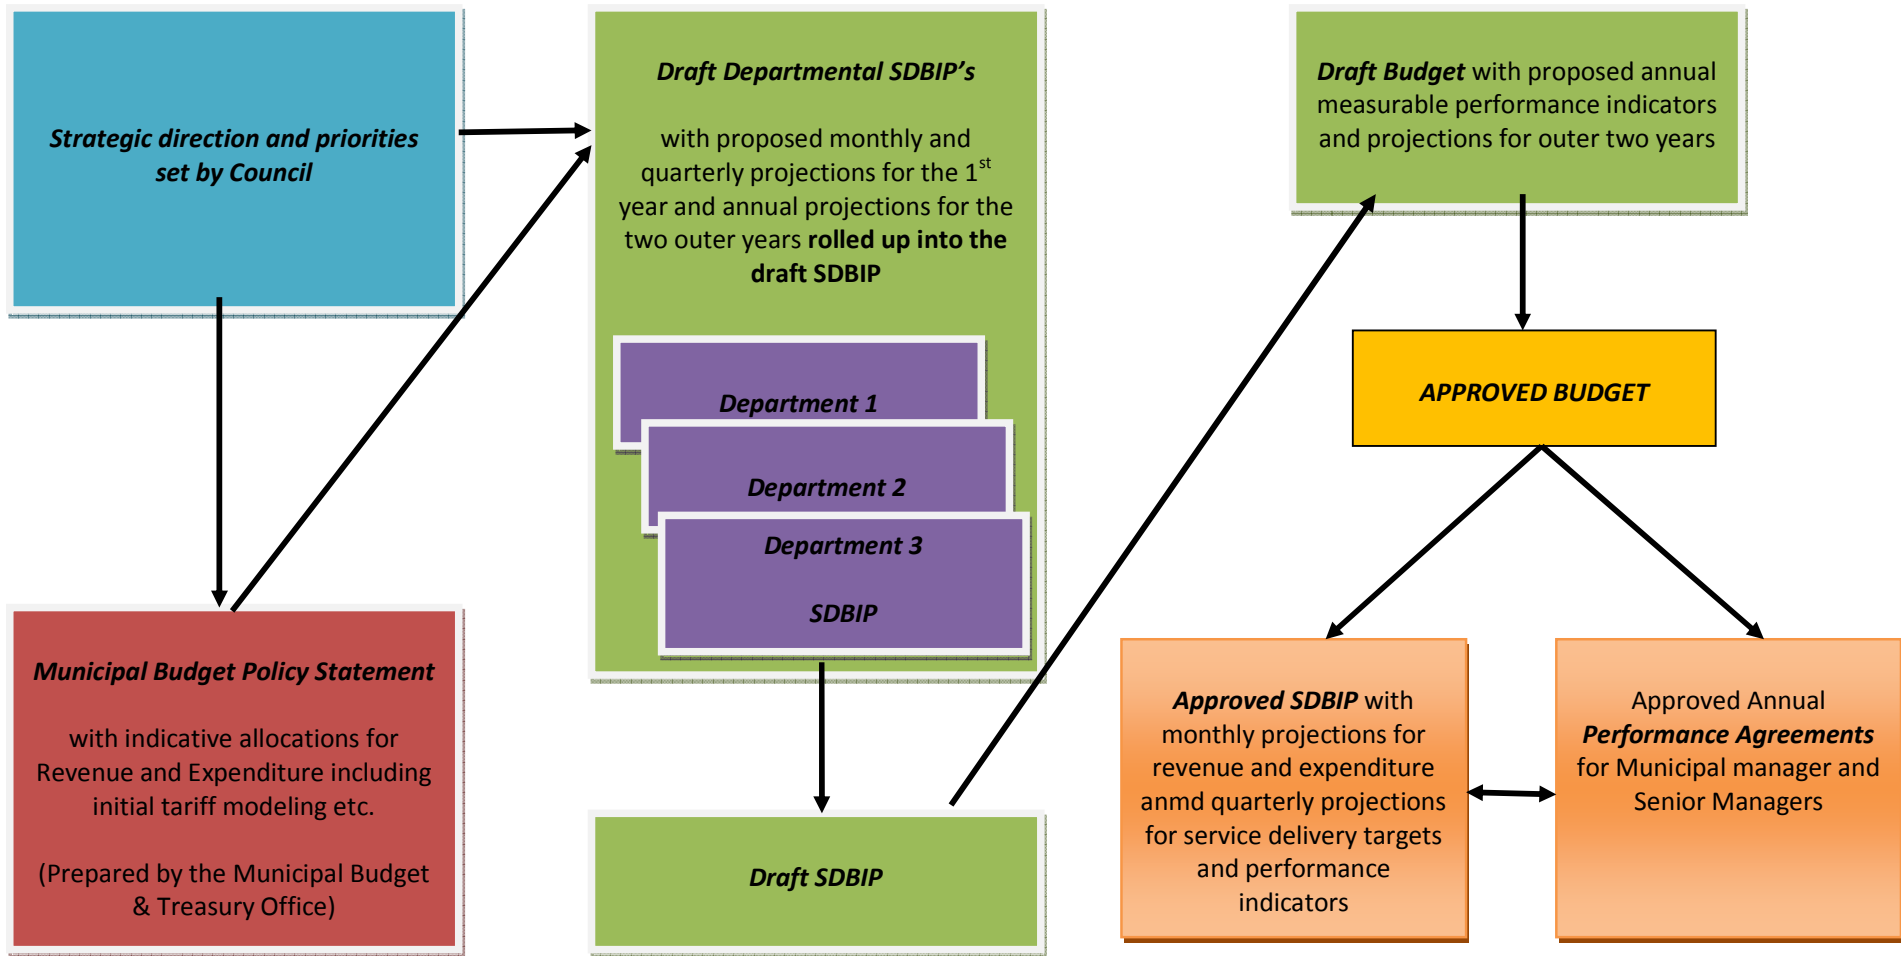 Strategic direction and priorities
set by Council
Municipal Budget Policy Statement
with indicative allocations for
Revenue and Expenditure including
initial tariff modeling etc.
(Prepared by the Municipal Budget
& Treasury Office)
Draft Departmental SDBIP’s
with proposed monthly and
quarterly projections for the 1st
year and annual projections for the
two outer years rolled up into the
draft SDBIP
Department 1
Department 2
Department 3
SDBIP
Draft SDBIP
Draft Budget with proposed annual
measurable performance indicators
and projections for outer two years
APPROVED BUDGET
Approved SDBIP with
monthly projections for
revenue and expenditure
anmd quarterly projections
for service delivery targets
and performance
indicators
Approved Annual
Performance Agreements
for Municipal manager and
Senior Managers